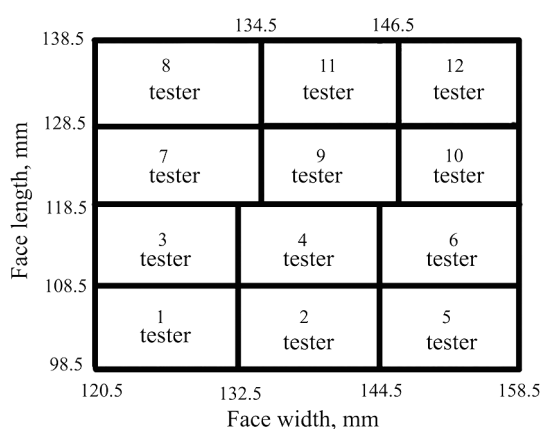 134.5 146.5
138.5
8 11 12
tester tester tester
128.5
7 9 10
tester tester tester
118.5
3 4 6
tester tester tester
108.5
1 2 5
tester tester tester
98.5
120.5 132.5 144.5 158.5
Face width, mm
Face length, mm